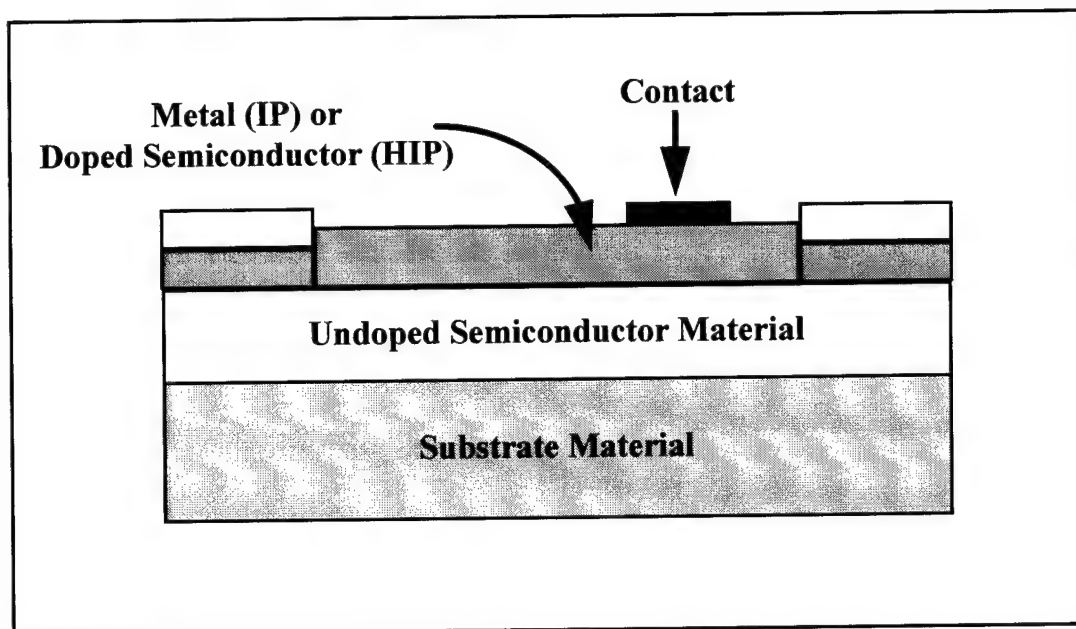 Metal (IP) or
Doped Semiconductor (HIP)
Contact
Undoped Semiconductor Material
Substrate Material